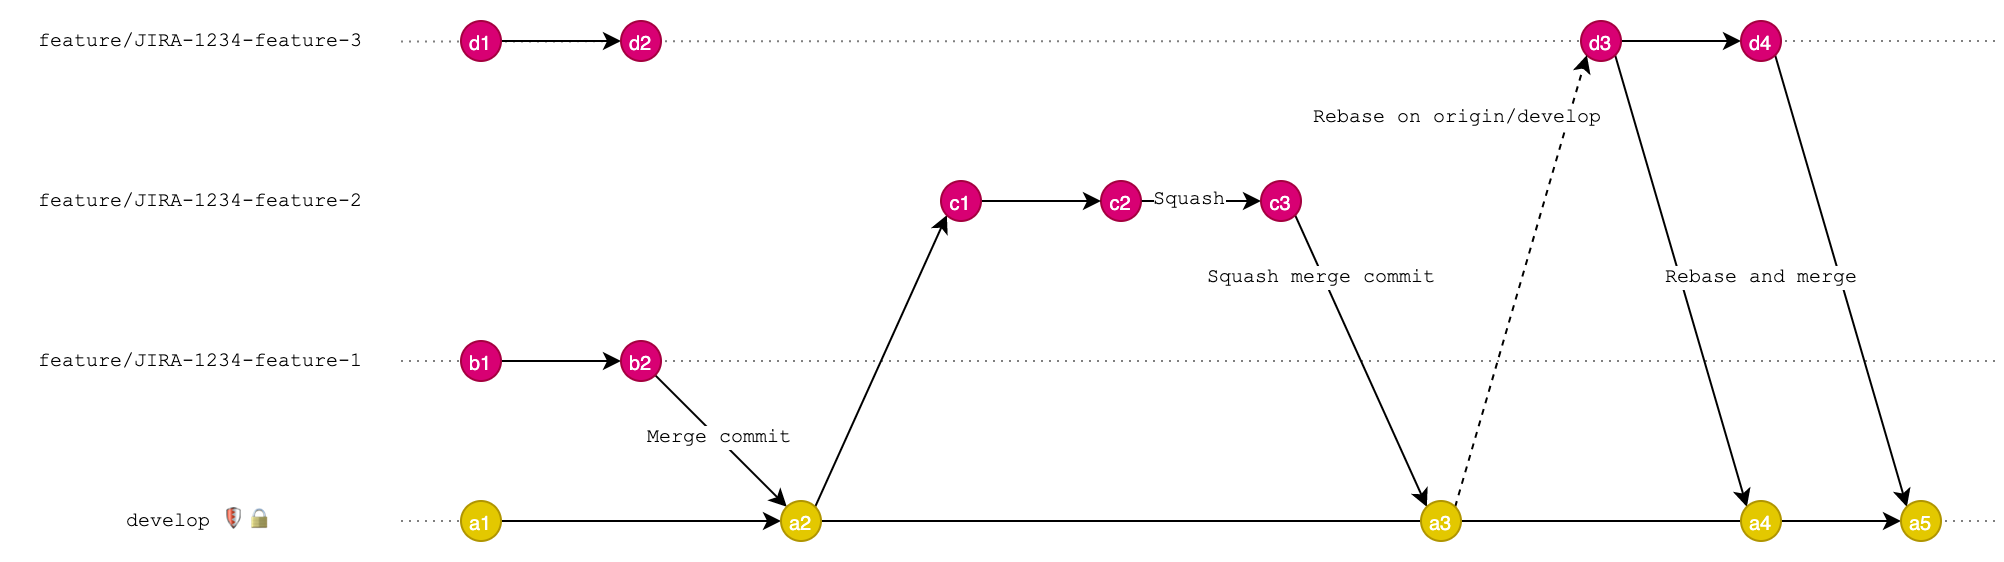 feature/JIRA-1234-feature-3
d1
d2
d3
d4
Rebase on origin/develop
feature/JIRA-1234-feature-2
c1
c2
Squash
c3
Squash merge commit
Rebase and merge
feature/JIRA-1234-feature-1
b1
b2
Merge commit
develop
a1
a2
a3
a4
a5